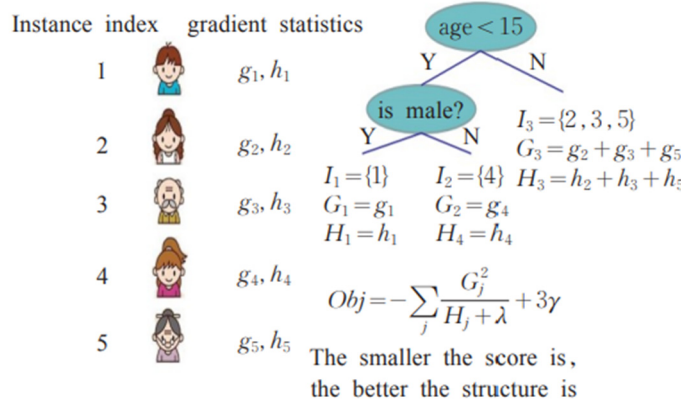 Instance index gradient statistics
1 g₁, h₁
2 g₂, h₂
3 g₃, h₃
4 g₄, h₄
5 g₅, h₅
age<15
Y N
is male?
Y N
I₁={1}
G₁=g₁
H₁=h₁
I₂={4}
G₂=g₄
H₄=h₄
I₃={2,3,5}
G₃=g₂+g₃+g₅
H₃=h₂+h₃+h₅
Obj=-∑ⱼ Gⱼ²/(Hⱼ+λ)+3γ
The smaller the score is,
the better the structure is